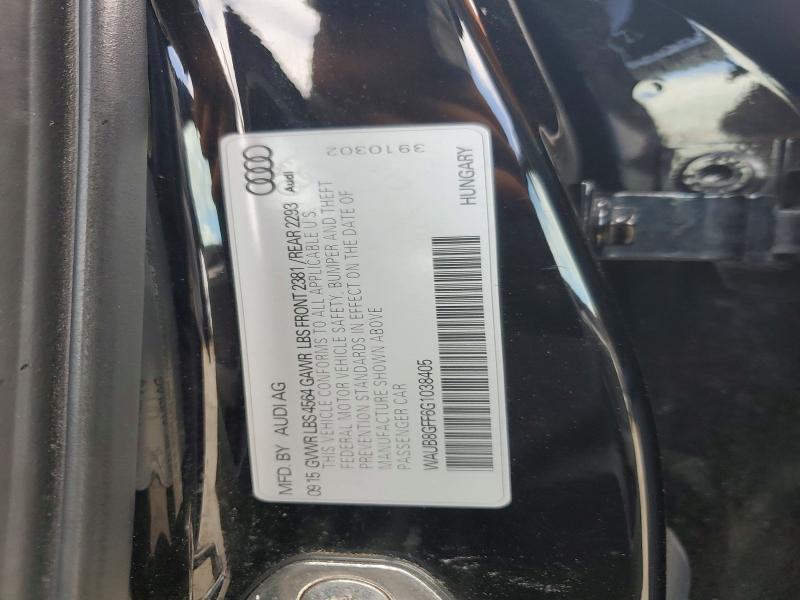 MFD. BY AUDI AG
Audi
09 15 GVWR LBS 4564 GAWR LBS FRONT 2381 / REAR 2293
THIS VEHICLE CONFORMS TO ALL APPLICABLE U.S.
FEDERAL MOTOR VEHICLE SAFETY, BUMPER AND THEFT
PREVENTION STANDARDS IN EFFECT ON THE DATE OF
MANUFACTURE SHOWN ABOVE
PASSENGER CAR
3910302
WAUB8GFF6G1038405
HUNGARY